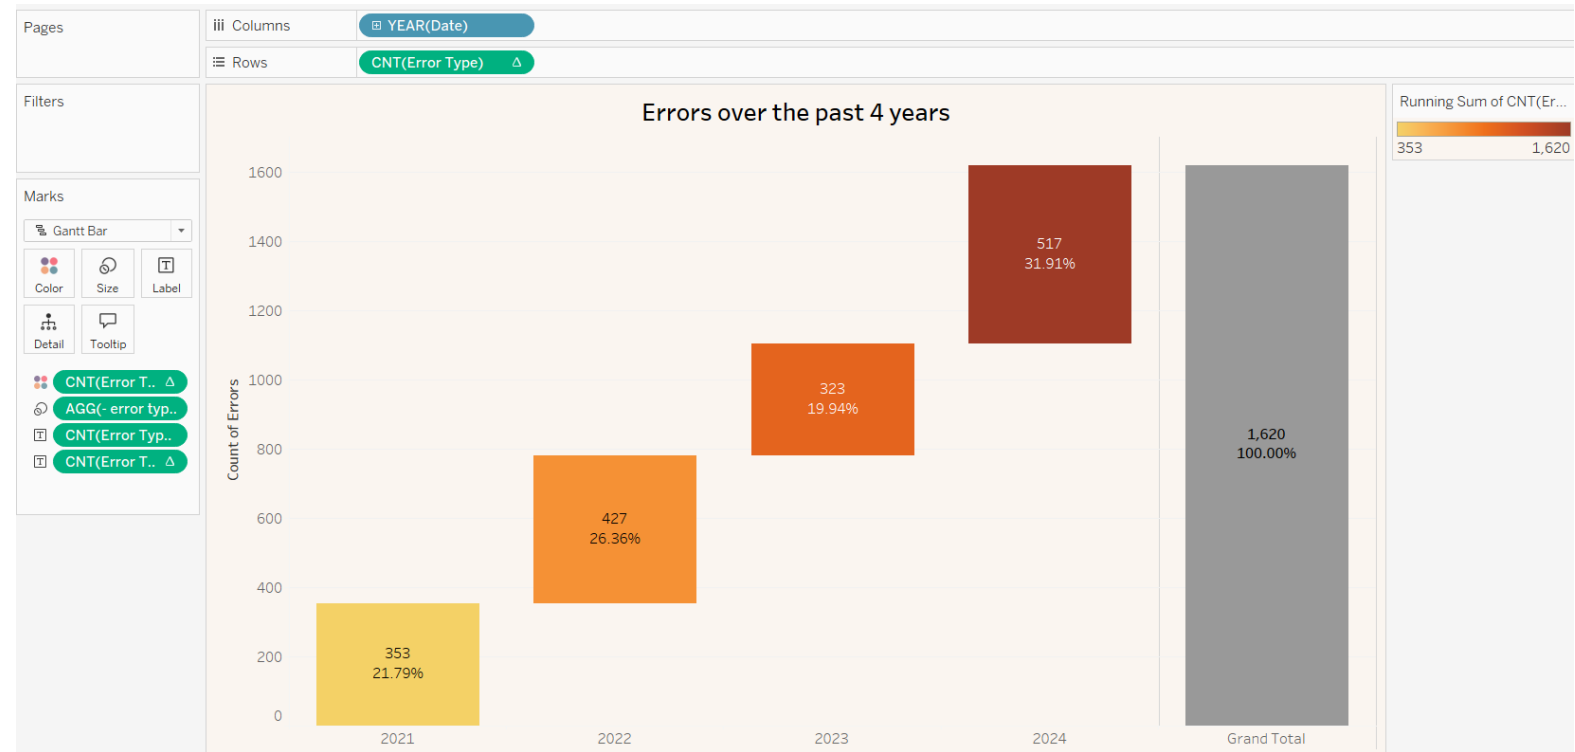 Pages
iii Columns
YEAR(Date)
Rows
CNT(Error Type) Δ
Filters
Marks
Gantt Bar
Color
Size
Label
Detail
Tooltip
CNT(Error T.. Δ
AGG(- error typ..
CNT(Error Typ..
CNT(Error T.. Δ
Errors over the past 4 years
Count of Errors
1600
1400
1200
1000
800
600
400
200
0
353
21.79%
427
26.36%
323
19.94%
517
31.91%
1,620
100.00%
2021
2022
2023
2024
Grand Total
Running Sum of CNT(Er...
353
1,620